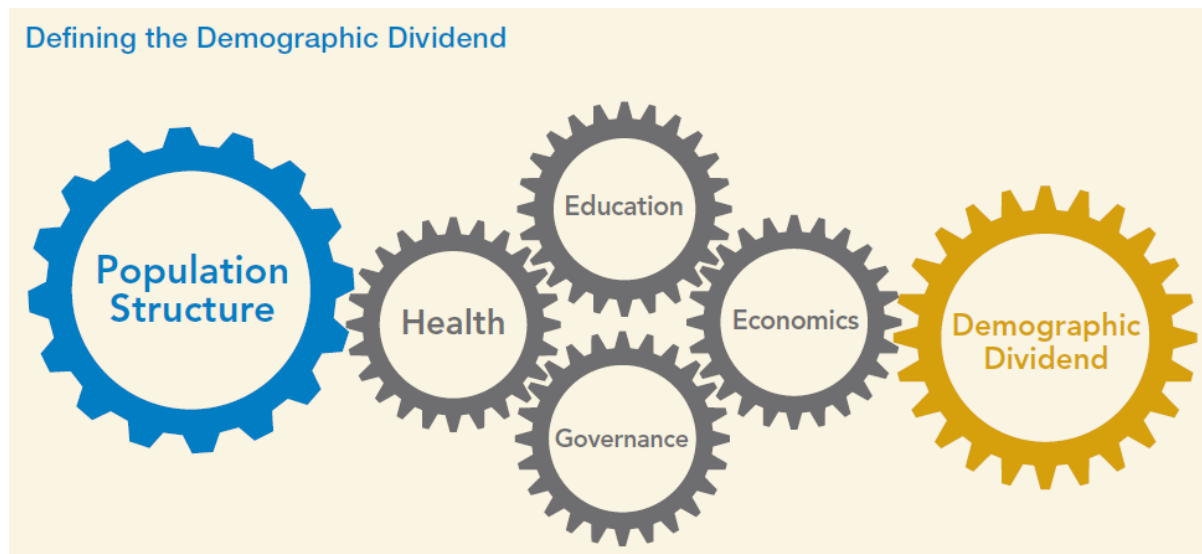 Defining the Demographic Dividend
Population
Structure
Health
Education
Governance
Economics
Demographic
Dividend